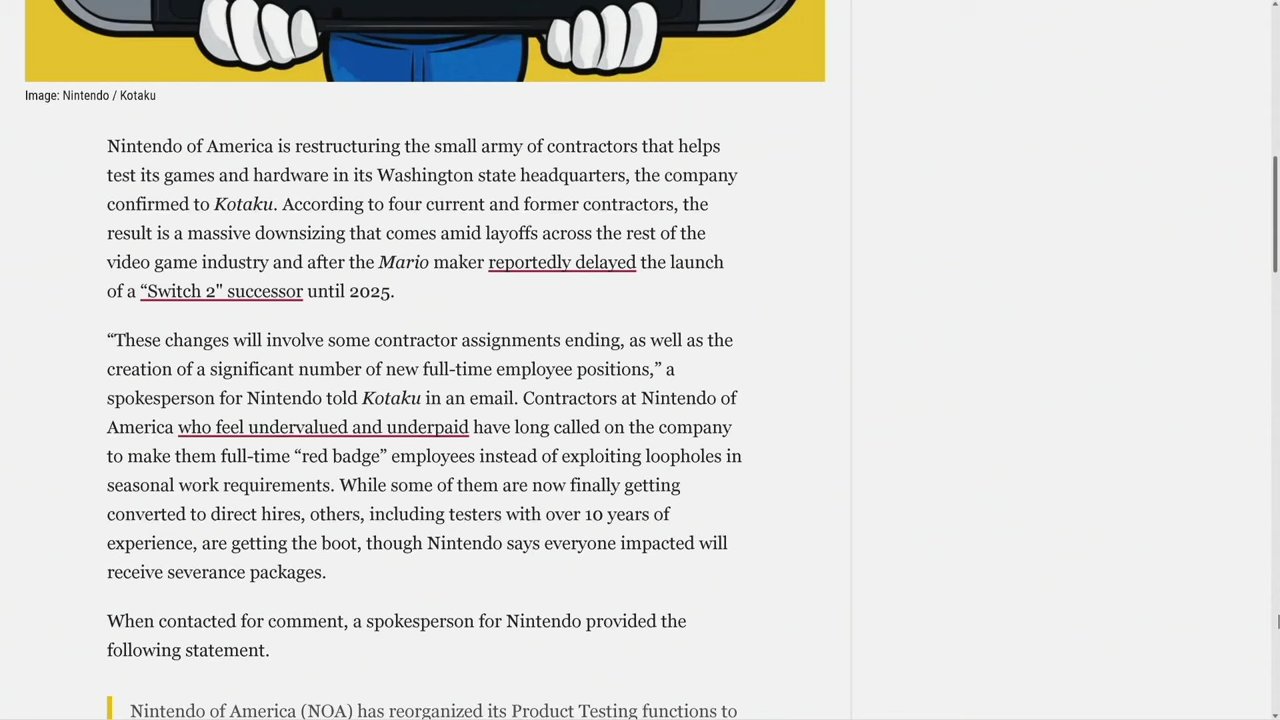 Image: Nintendo / Kotaku
Nintendo of America is restructuring the small army of contractors that helps
test its games and hardware in its Washington state headquarters, the company
confirmed to Kotaku. According to four current and former contractors, the
result is a massive downsizing that comes amid layoffs across the rest of the
video game industry and after the Mario maker reportedly delayed the launch
of a “Switch 2" successor until 2025.
“These changes will involve some contractor assignments ending, as well as the
creation of a significant number of new full-time employee positions,” a
spokesperson for Nintendo told Kotaku in an email. Contractors at Nintendo of
America who feel undervalued and underpaid have long called on the company
to make them full-time “red badge” employees instead of exploiting loopholes in
seasonal work requirements. While some of them are now finally getting
converted to direct hires, others, including testers with over 10 years of
experience, are getting the boot, though Nintendo says everyone impacted will
receive severance packages.
When contacted for comment, a spokesperson for Nintendo provided the
following statement.
Nintendo of America (NOA) has reorganized its Product Testing functions to